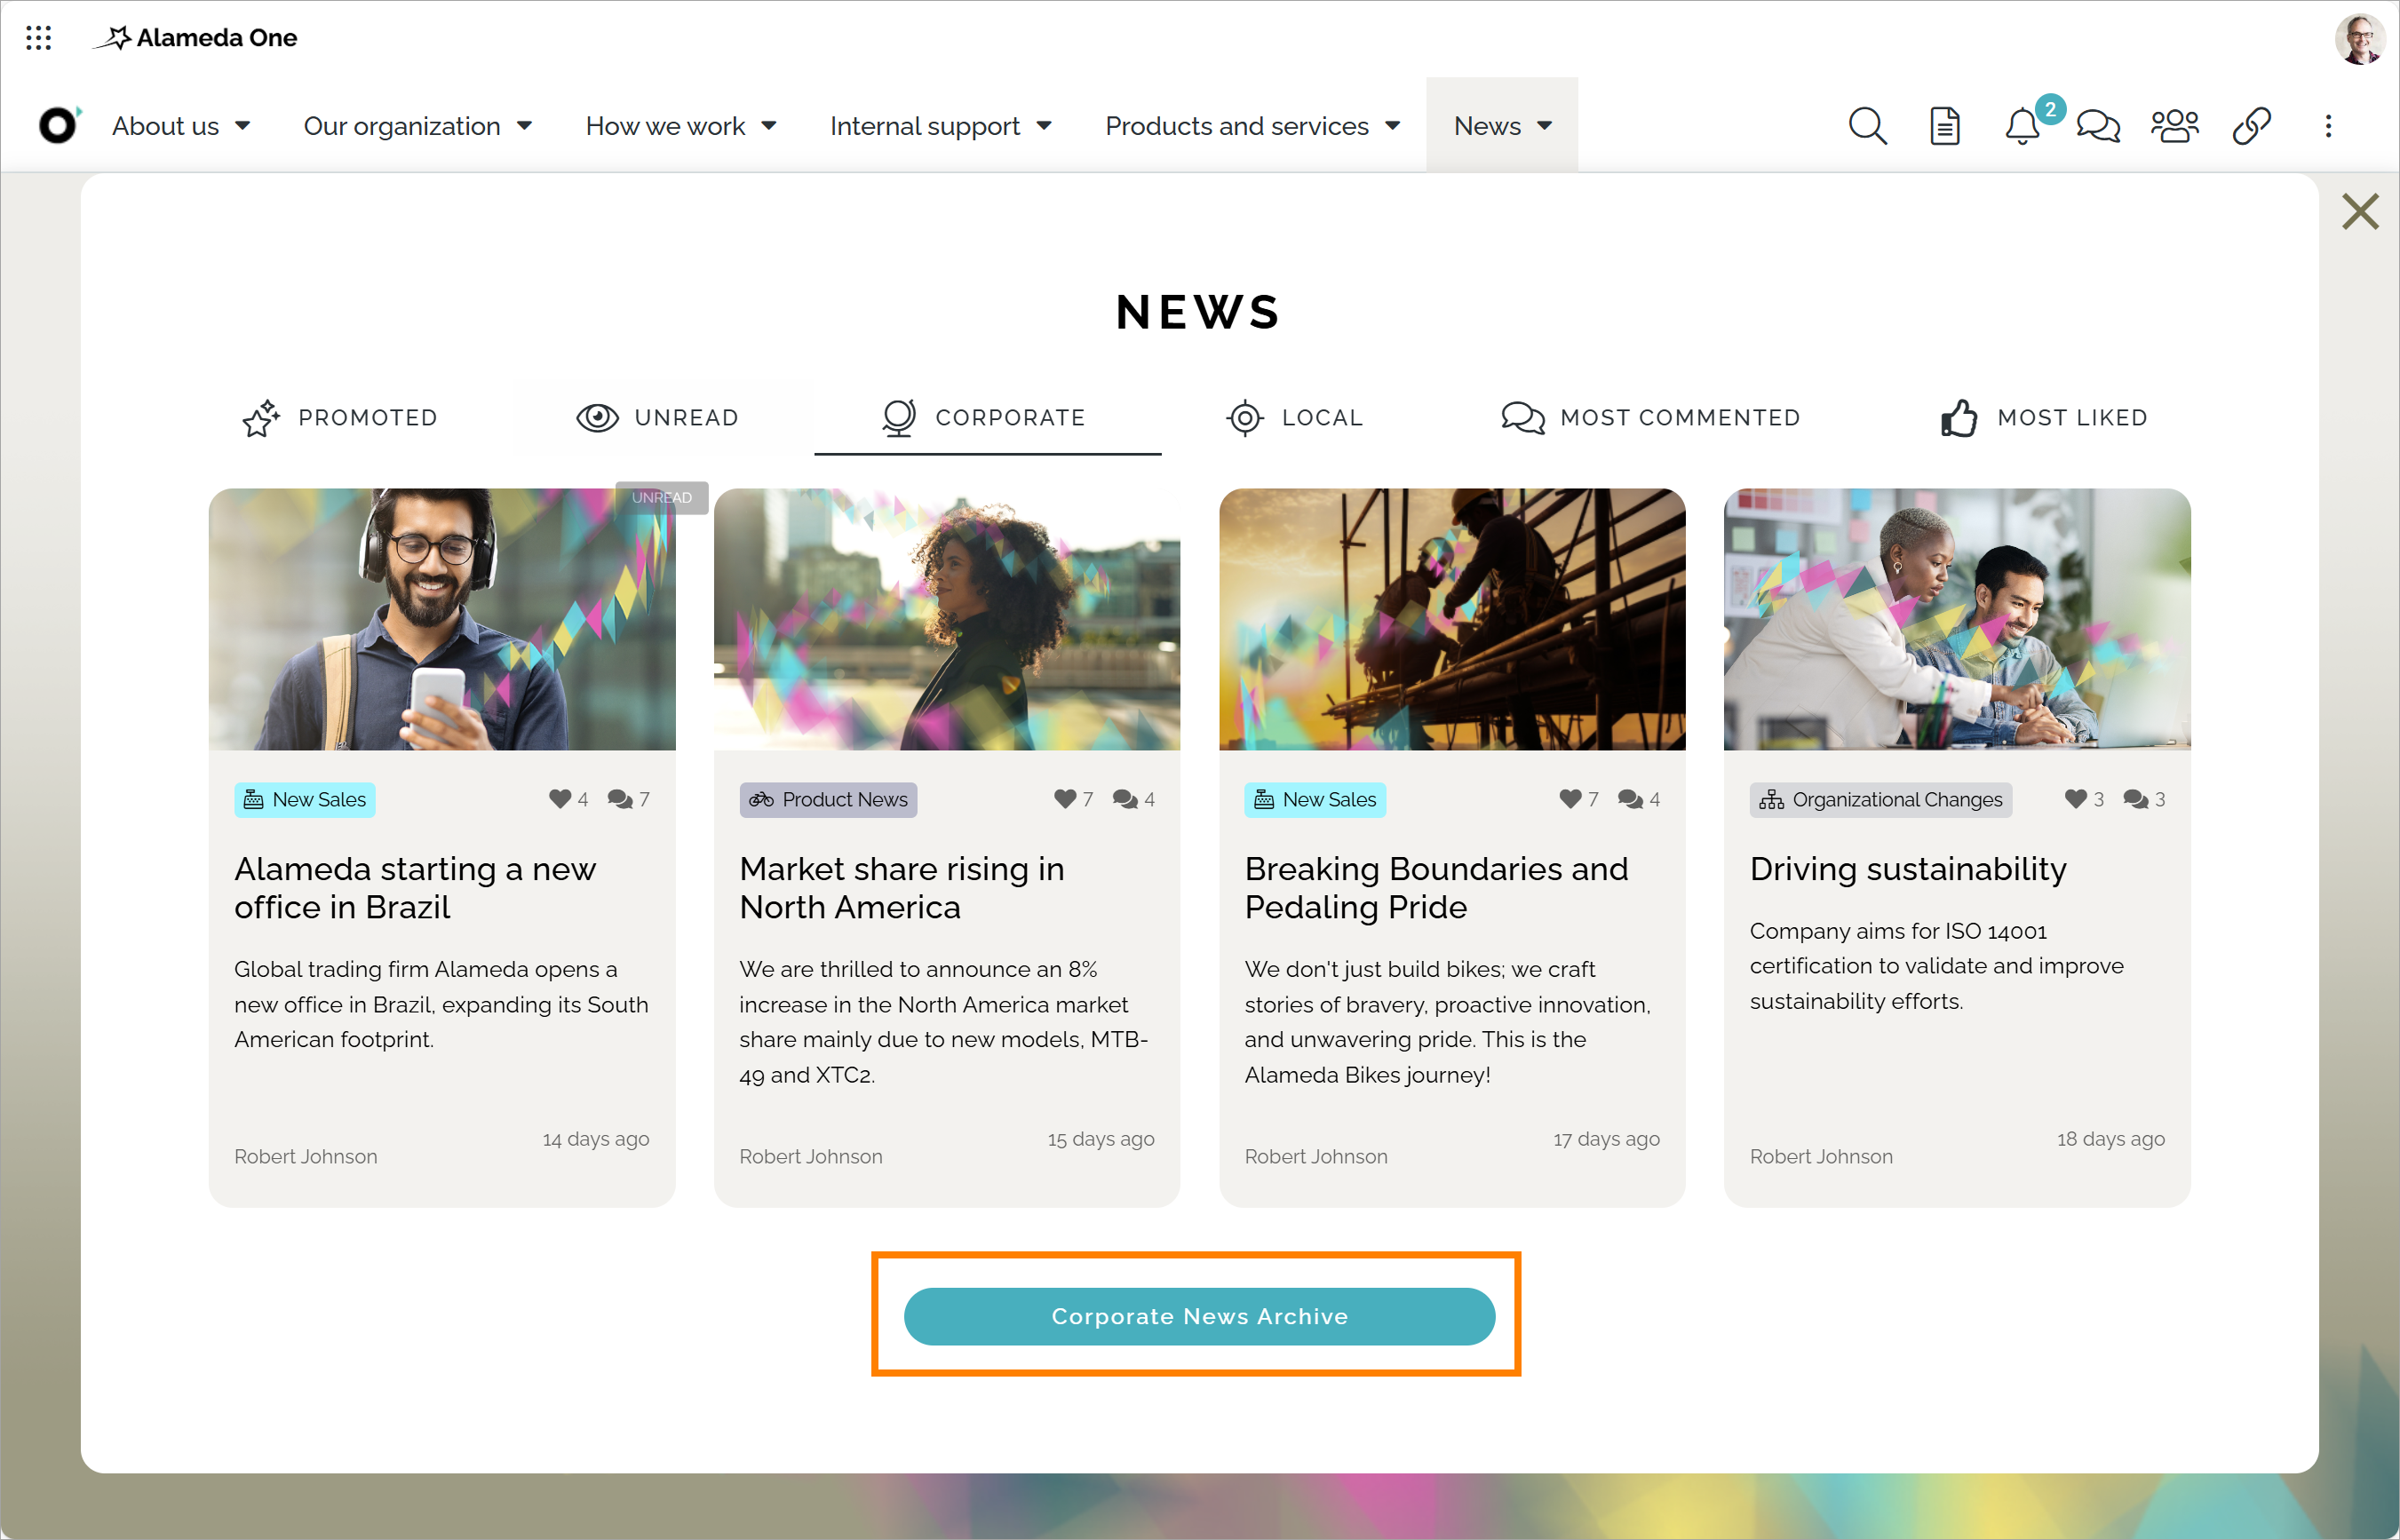 Alameda One
About us
Our organization
How we work
Internal support
Products and services
News
2
NEWS
PROMOTED
UNREAD
CORPORATE
LOCAL
MOST COMMENTED
MOST LIKED
UNREAD
New Sales
4
7
Alameda starting a new
office in Brazil
Global trading firm Alameda opens a
new office in Brazil, expanding its South
American footprint.
14 days ago
Robert Johnson
Product News
7
4
Market share rising in
North America
We are thrilled to announce an 8%
increase in the North America market
share mainly due to new models, MTB-
49 and XTC2.
15 days ago
Robert Johnson
New Sales
7
4
Breaking Boundaries and
Pedaling Pride
We don't just build bikes; we craft
stories of bravery, proactive innovation,
and unwavering pride. This is the
Alameda Bikes journey!
17 days ago
Robert Johnson
Organizational Changes
3
3
Driving sustainability
Company aims for ISO 14001
certification to validate and improve
sustainability efforts.
18 days ago
Robert Johnson
Corporate News Archive